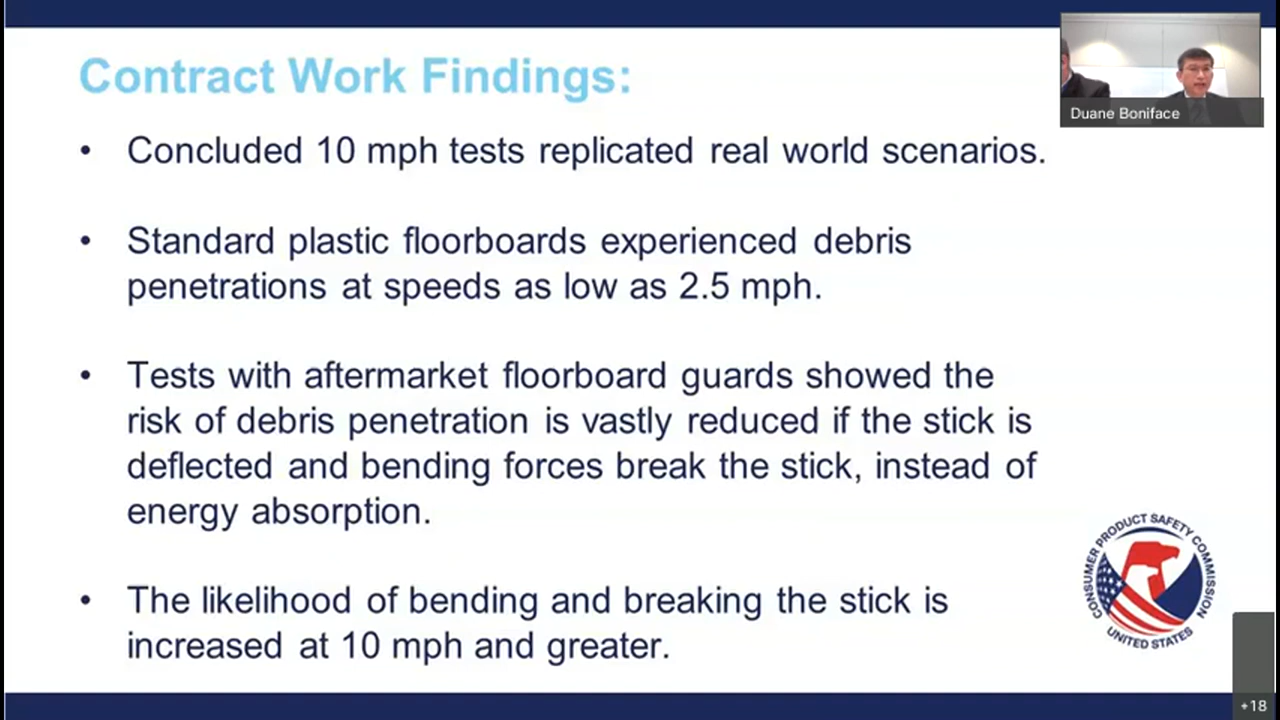 Contract Work Findings:
Duane Boniface
• Concluded 10 mph tests replicated real world scenarios.
• Standard plastic floorboards experienced debris
penetrations at speeds as low as 2.5 mph.
• Tests with aftermarket floorboard guards showed the
risk of debris penetration is vastly reduced if the stick is
deflected and bending forces break the stick, instead of
energy absorption.
• The likelihood of bending and breaking the stick is
increased at 10 mph and greater.
CONSUMER PRODUCT SAFETY COMMISSION
UNITED STATES
+18